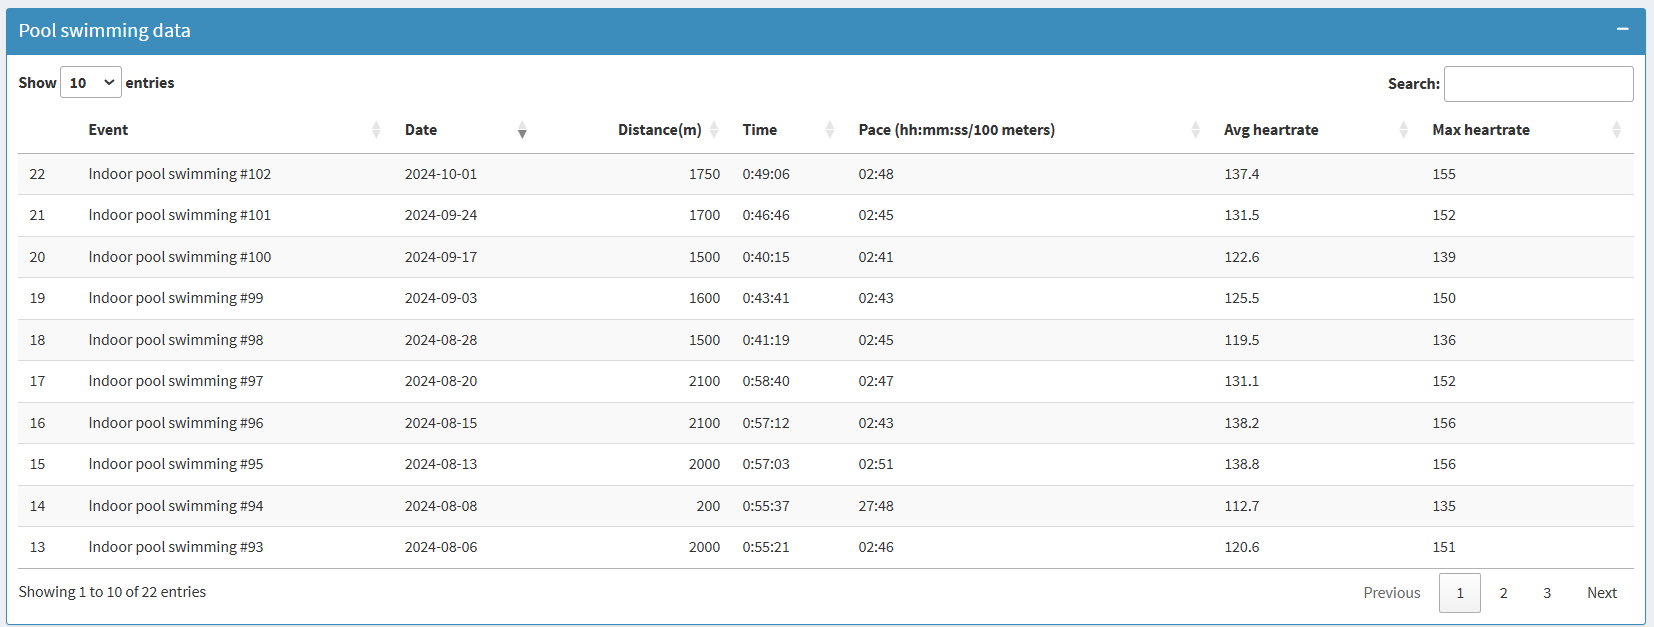 Pool swimming data
Show 10 entries Search:
Event Date Distance(m) Time Pace (hh:mm:ss/100 meters) Avg heartrate Max heartrate
22 Indoor pool swimming #102 2024-10-01 1750 0:49:06 02:48 137.4 155
21 Indoor pool swimming #101 2024-09-24 1700 0:46:46 02:45 131.5 152
20 Indoor pool swimming #100 2024-09-17 1500 0:40:15 02:41 122.6 139
19 Indoor pool swimming #99 2024-09-03 1600 0:43:41 02:43 125.5 150
18 Indoor pool swimming #98 2024-08-28 1500 0:41:19 02:45 119.5 136
17 Indoor pool swimming #97 2024-08-20 2100 0:58:40 02:47 131.1 152
16 Indoor pool swimming #96 2024-08-15 2100 0:57:12 02:43 138.2 156
15 Indoor pool swimming #95 2024-08-13 2000 0:57:03 02:51 138.8 156
14 Indoor pool swimming #94 2024-08-08 200 0:55:37 27:48 112.7 135
13 Indoor pool swimming #93 2024-08-06 2000 0:55:21 02:46 120.6 151
Showing 1 to 10 of 22 entries Previous 1 2 3 Next